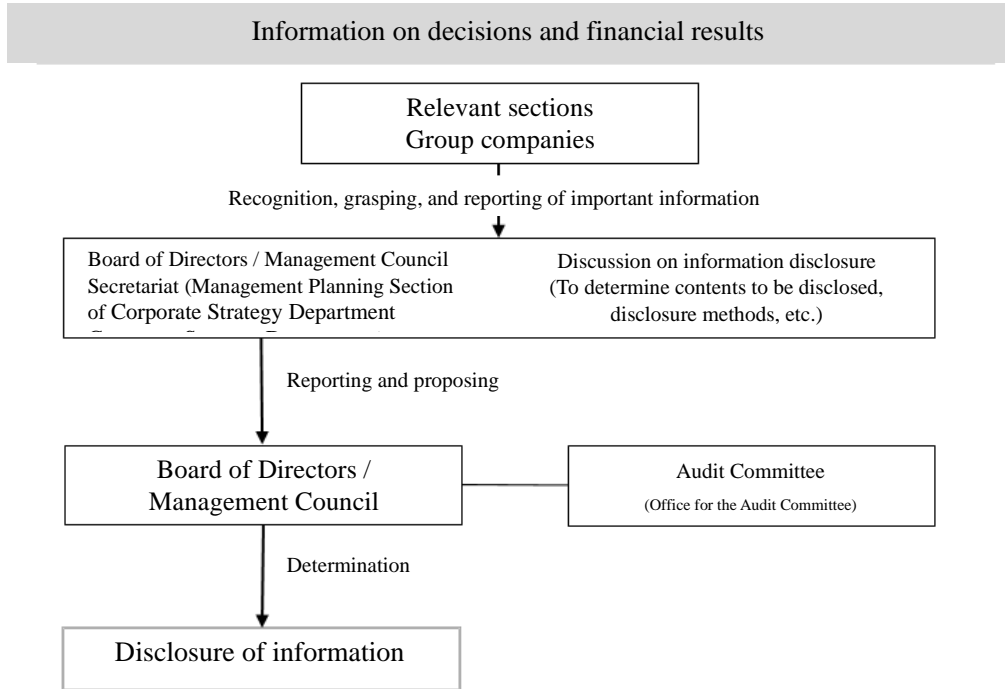 Information on decisions and financial results
Relevant sections
Group companies
Recognition, grasping, and reporting of important information
Board of Directors / Management Council
Secretariat (Management Planning Section
of Corporate Strategy Department
Discussion on information disclosure
(To determine contents to be disclosed,
disclosure methods, etc.)
Reporting and proposing
Board of Directors /
Management Council
Audit Committee
(Office for the Audit Committee)
Determination
Disclosure of information